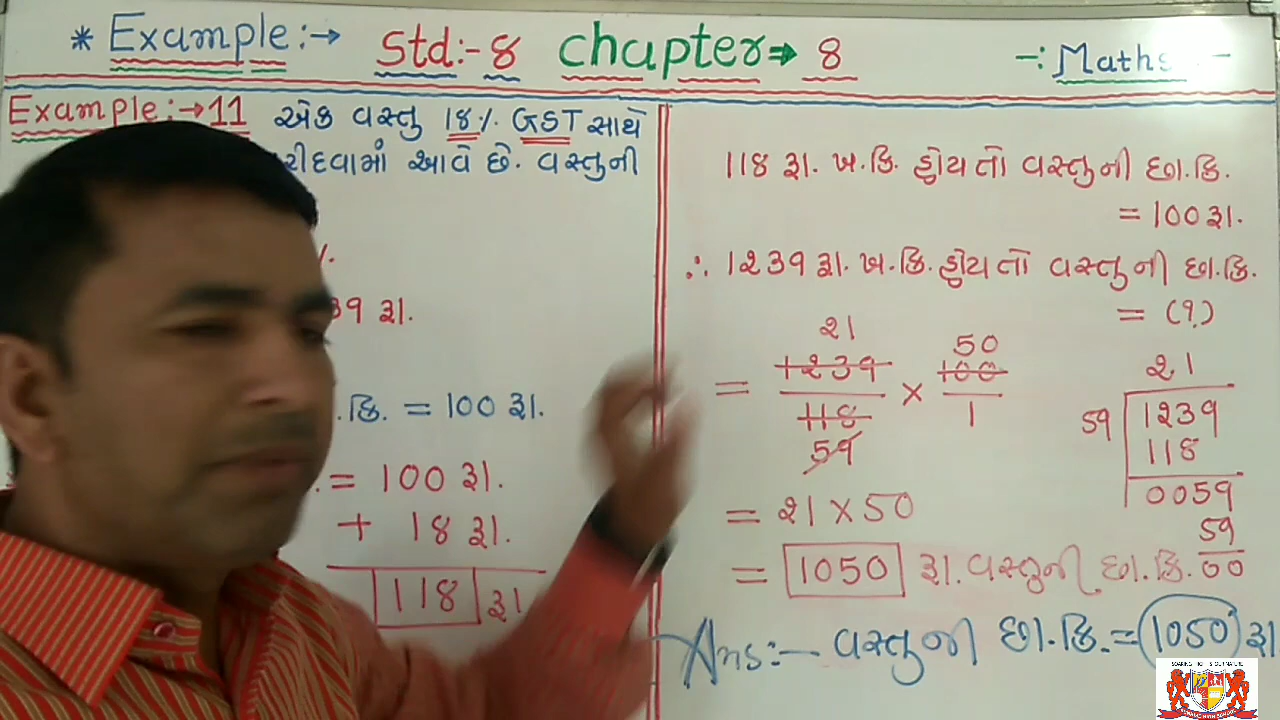 * Example:→ Std:- 8 Chapter⇒ 8 -: Maths -
Example:→11 એક વસ્તુ 18% GST સાથે
રીદવામાં આવે છે. વસ્તુની
%.
39 રૂા.
. કિં. = 100 રૂા.
. = 100 રૂા.
+ 18 રૂા.
118 રૂા
118 રૂા. ખ.કિં. હોય તો વસ્તુની છા.કિં.
= 100 રૂા.
∴ 1239 રૂા. ખ.કિં. હોય તો વસ્તુની છા.કિં.
= (?)
21 50
= 1239 × 100
118 1
59
21
59 1239
118
0059
59
00
= 21 × 50
= 1050 રૂા. વસ્તુની છા.કિં.
Ans:- વસ્તુની છા.કિં. = 1050 રૂા